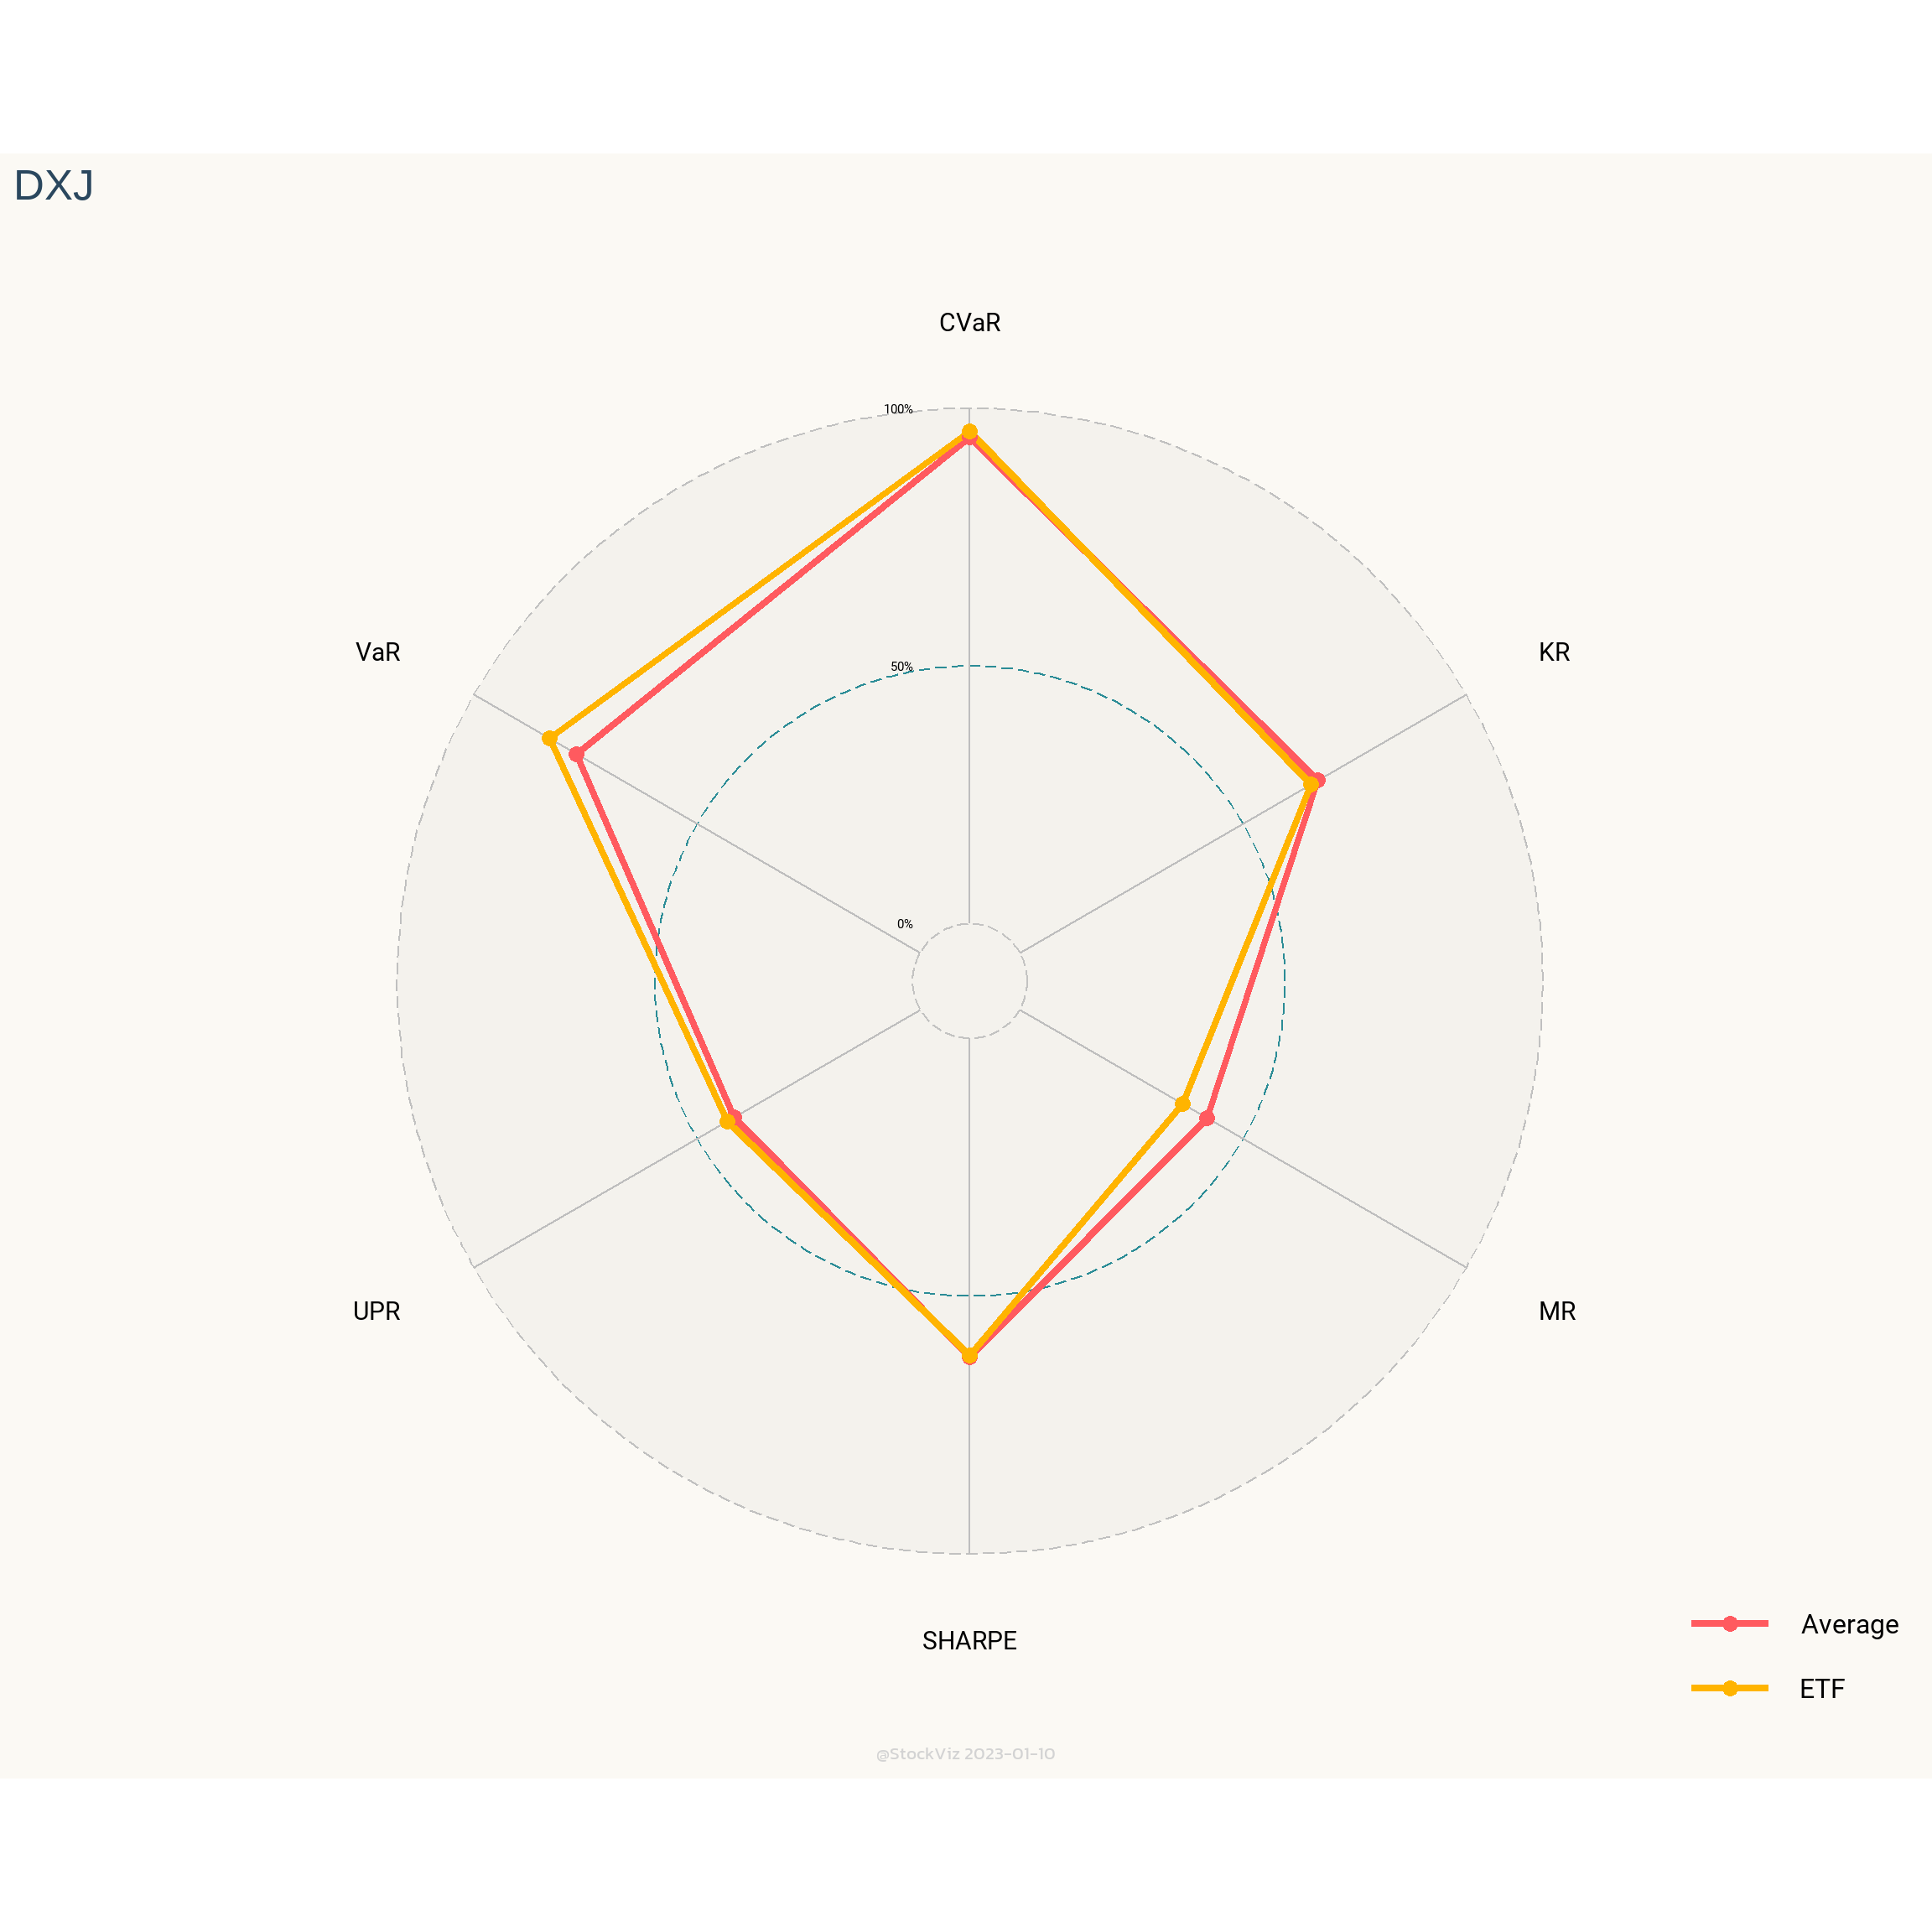 DXJ
CVaR
100%
VaR
KR
50%
0%
UPR
MR
SHARPE
Average
ETF
@StockViz 2023-01-10